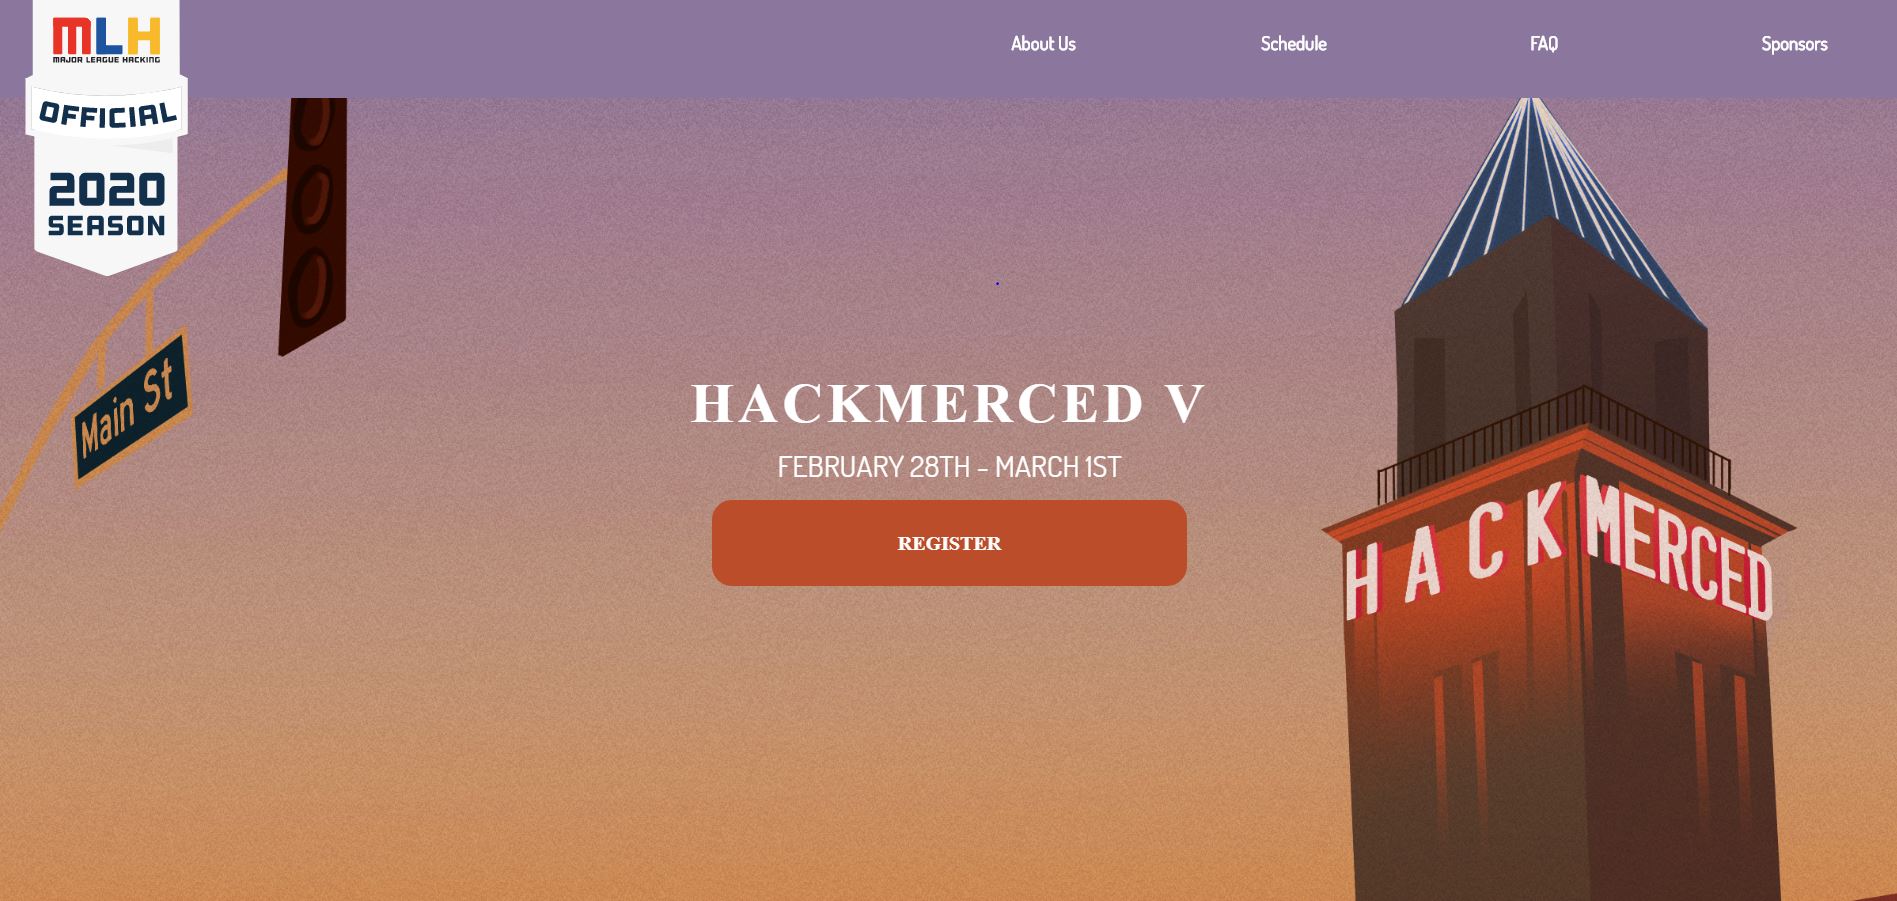 MLH
MAJOR LEAGUE HACKING
OFFICIAL
2020
SEASON
About Us
Schedule
FAQ
Sponsors
Main St
HACKMERCED V
FEBRUARY 28TH - MARCH 1ST
REGISTER
HACKMERCED